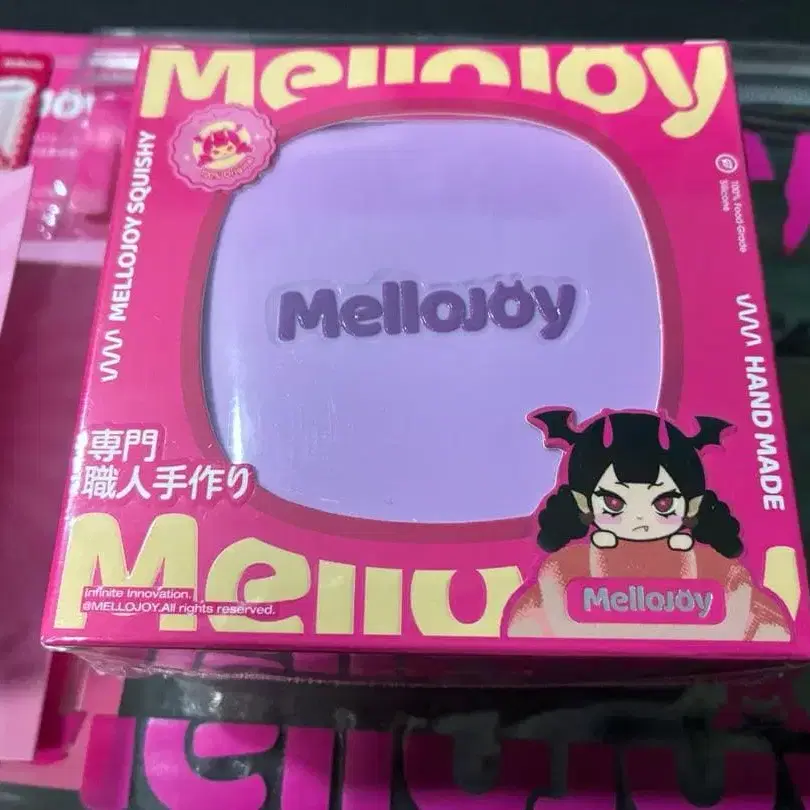 Mellojoy
MELLOJOY SQUISHY
100% Food Grade
Silicone
Mellojoy
HAND MADE
専門
職人手作り
Infinite Innovation.
@MELLOJOY.All rights reserved.
Mellojoy